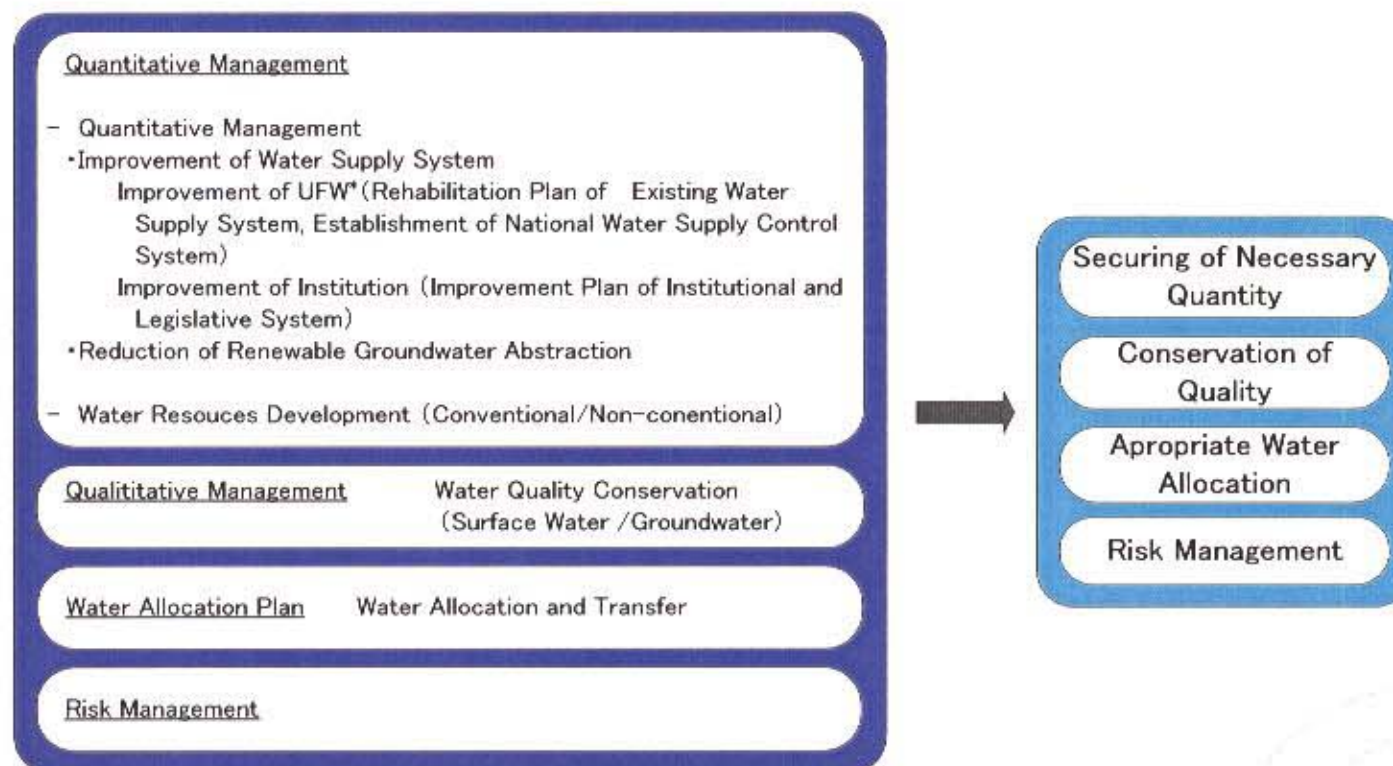 Quantitative Management
- Quantitative Management
・Improvement of Water Supply System
Improvement of UFW*(Rehabilitation Plan of Existing Water
Supply System, Establishment of National Water Supply Control
System)
Improvement of Institution (Improvement Plan of Institutional and
Legislative System)
・Reduction of Renewable Groundwater Abstraction
- Water Resouces Development (Conventional/Non-conentional)
Qualititative Management Water Quality Conservation
(Surface Water /Groundwater)
Water Allocation Plan Water Allocation and Transfer
Risk Management
Securing of Necessary
Quantity
Conservation of
Quality
Apropriate Water
Allocation
Risk Management